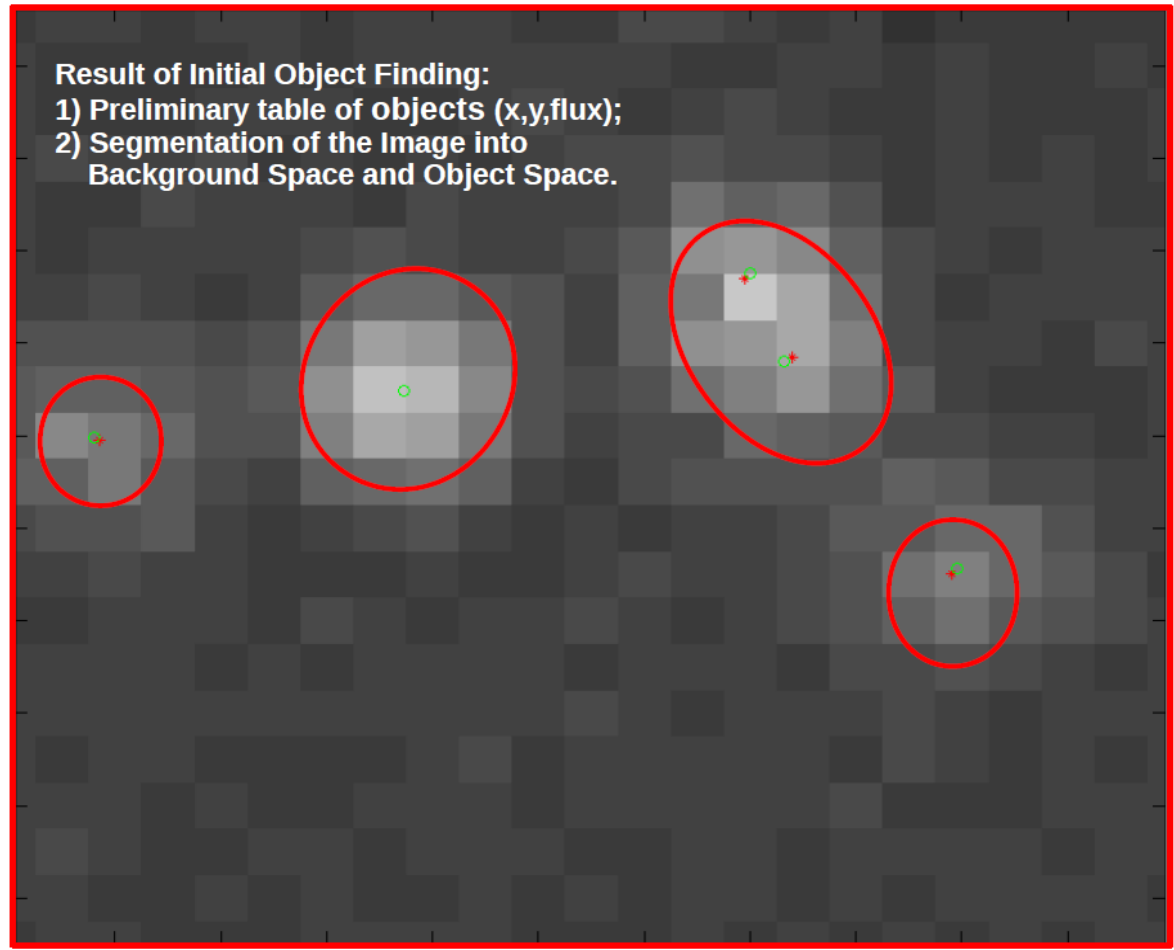 Result of Initial Object Finding:
1) Preliminary table of objects (x,y,flux);
2) Segmentation of the Image into
Background Space and Object Space.